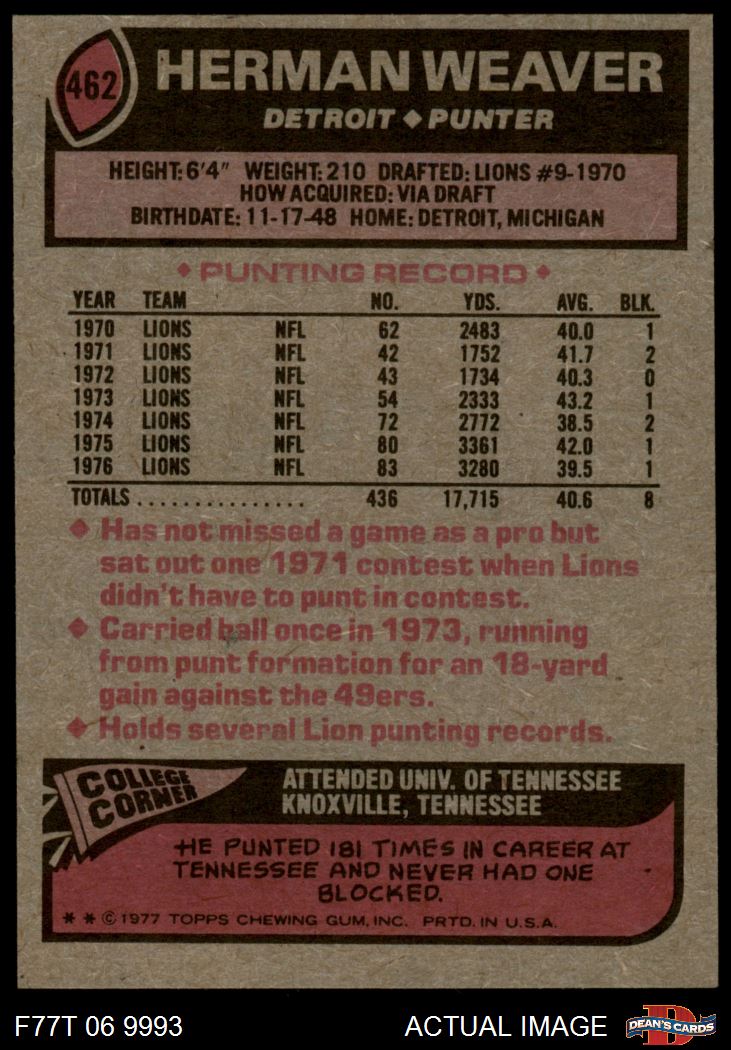 462
HERMAN WEAVER
DETROIT ♦ PUNTER
HEIGHT: 6'4" WEIGHT: 210 DRAFTED: LIONS #9-1970
HOW ACQUIRED: VIA DRAFT
BIRTHDATE: 11-17-48 HOME: DETROIT, MICHIGAN
♦ PUNTING RECORD ♦
YEAR TEAM NO. YDS. AVG. BLK.
1970 LIONS NFL 62 2483 40.0 1
1971 LIONS NFL 42 1752 41.7 2
1972 LIONS NFL 43 1734 40.3 0
1973 LIONS NFL 54 2333 43.2 1
1974 LIONS NFL 72 2772 38.5 2
1975 LIONS NFL 80 3361 42.0 1
1976 LIONS NFL 83 3280 39.5 1
TOTALS ................ 436 17,715 40.6 8
♦ Has not missed a game as a pro but
sat out one 1971 contest when Lions
didn't have to punt in contest.
♦ Carried ball once in 1973, running
from punt formation for an 18-yard
gain against the 49ers.
♦ Holds several Lion punting records.
COLLEGE
CORNER
ATTENDED UNIV. OF TENNESSEE
KNOXVILLE, TENNESSEE
HE PUNTED 181 TIMES IN CAREER AT
TENNESSEE AND NEVER HAD ONE
BLOCKED.
* * © 1977 TOPPS CHEWING GUM, INC. PRTD. IN U.S.A.
F77T 06 9993 ACTUAL IMAGE
D
DEAN'S CARDS